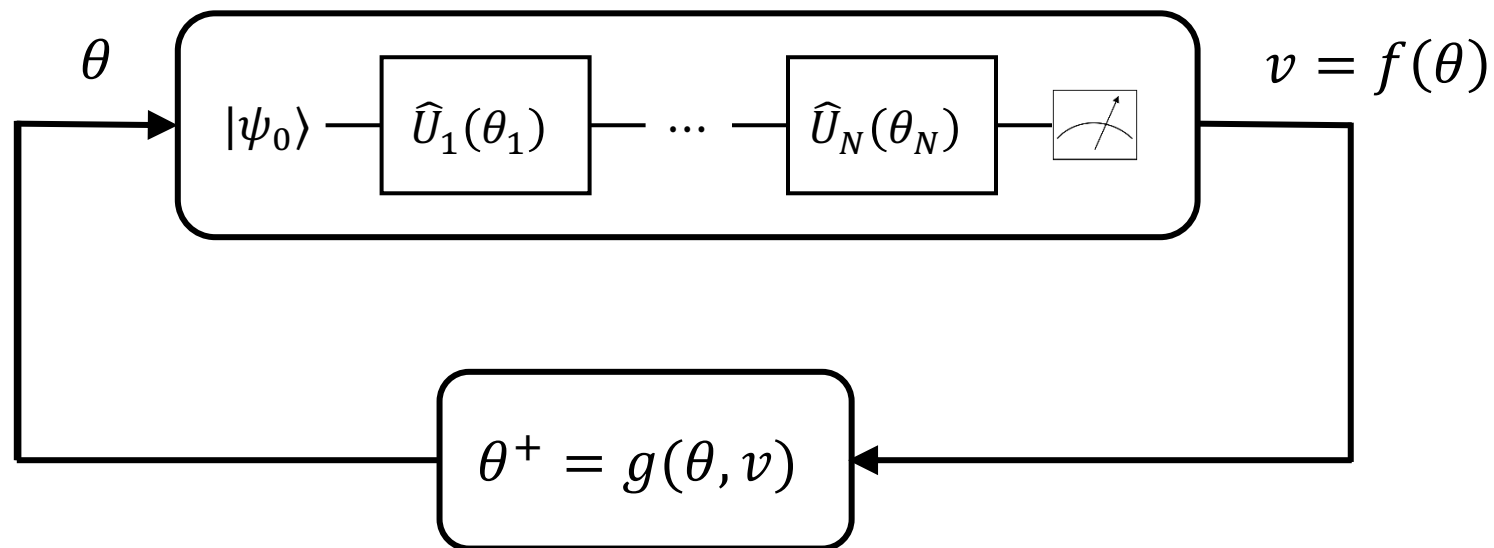 θ
v = f(θ)
|ψ₀⟩ Û₁(θ₁) ⋯ Û_N(θ_N)
θ⁺ = g(θ, v)